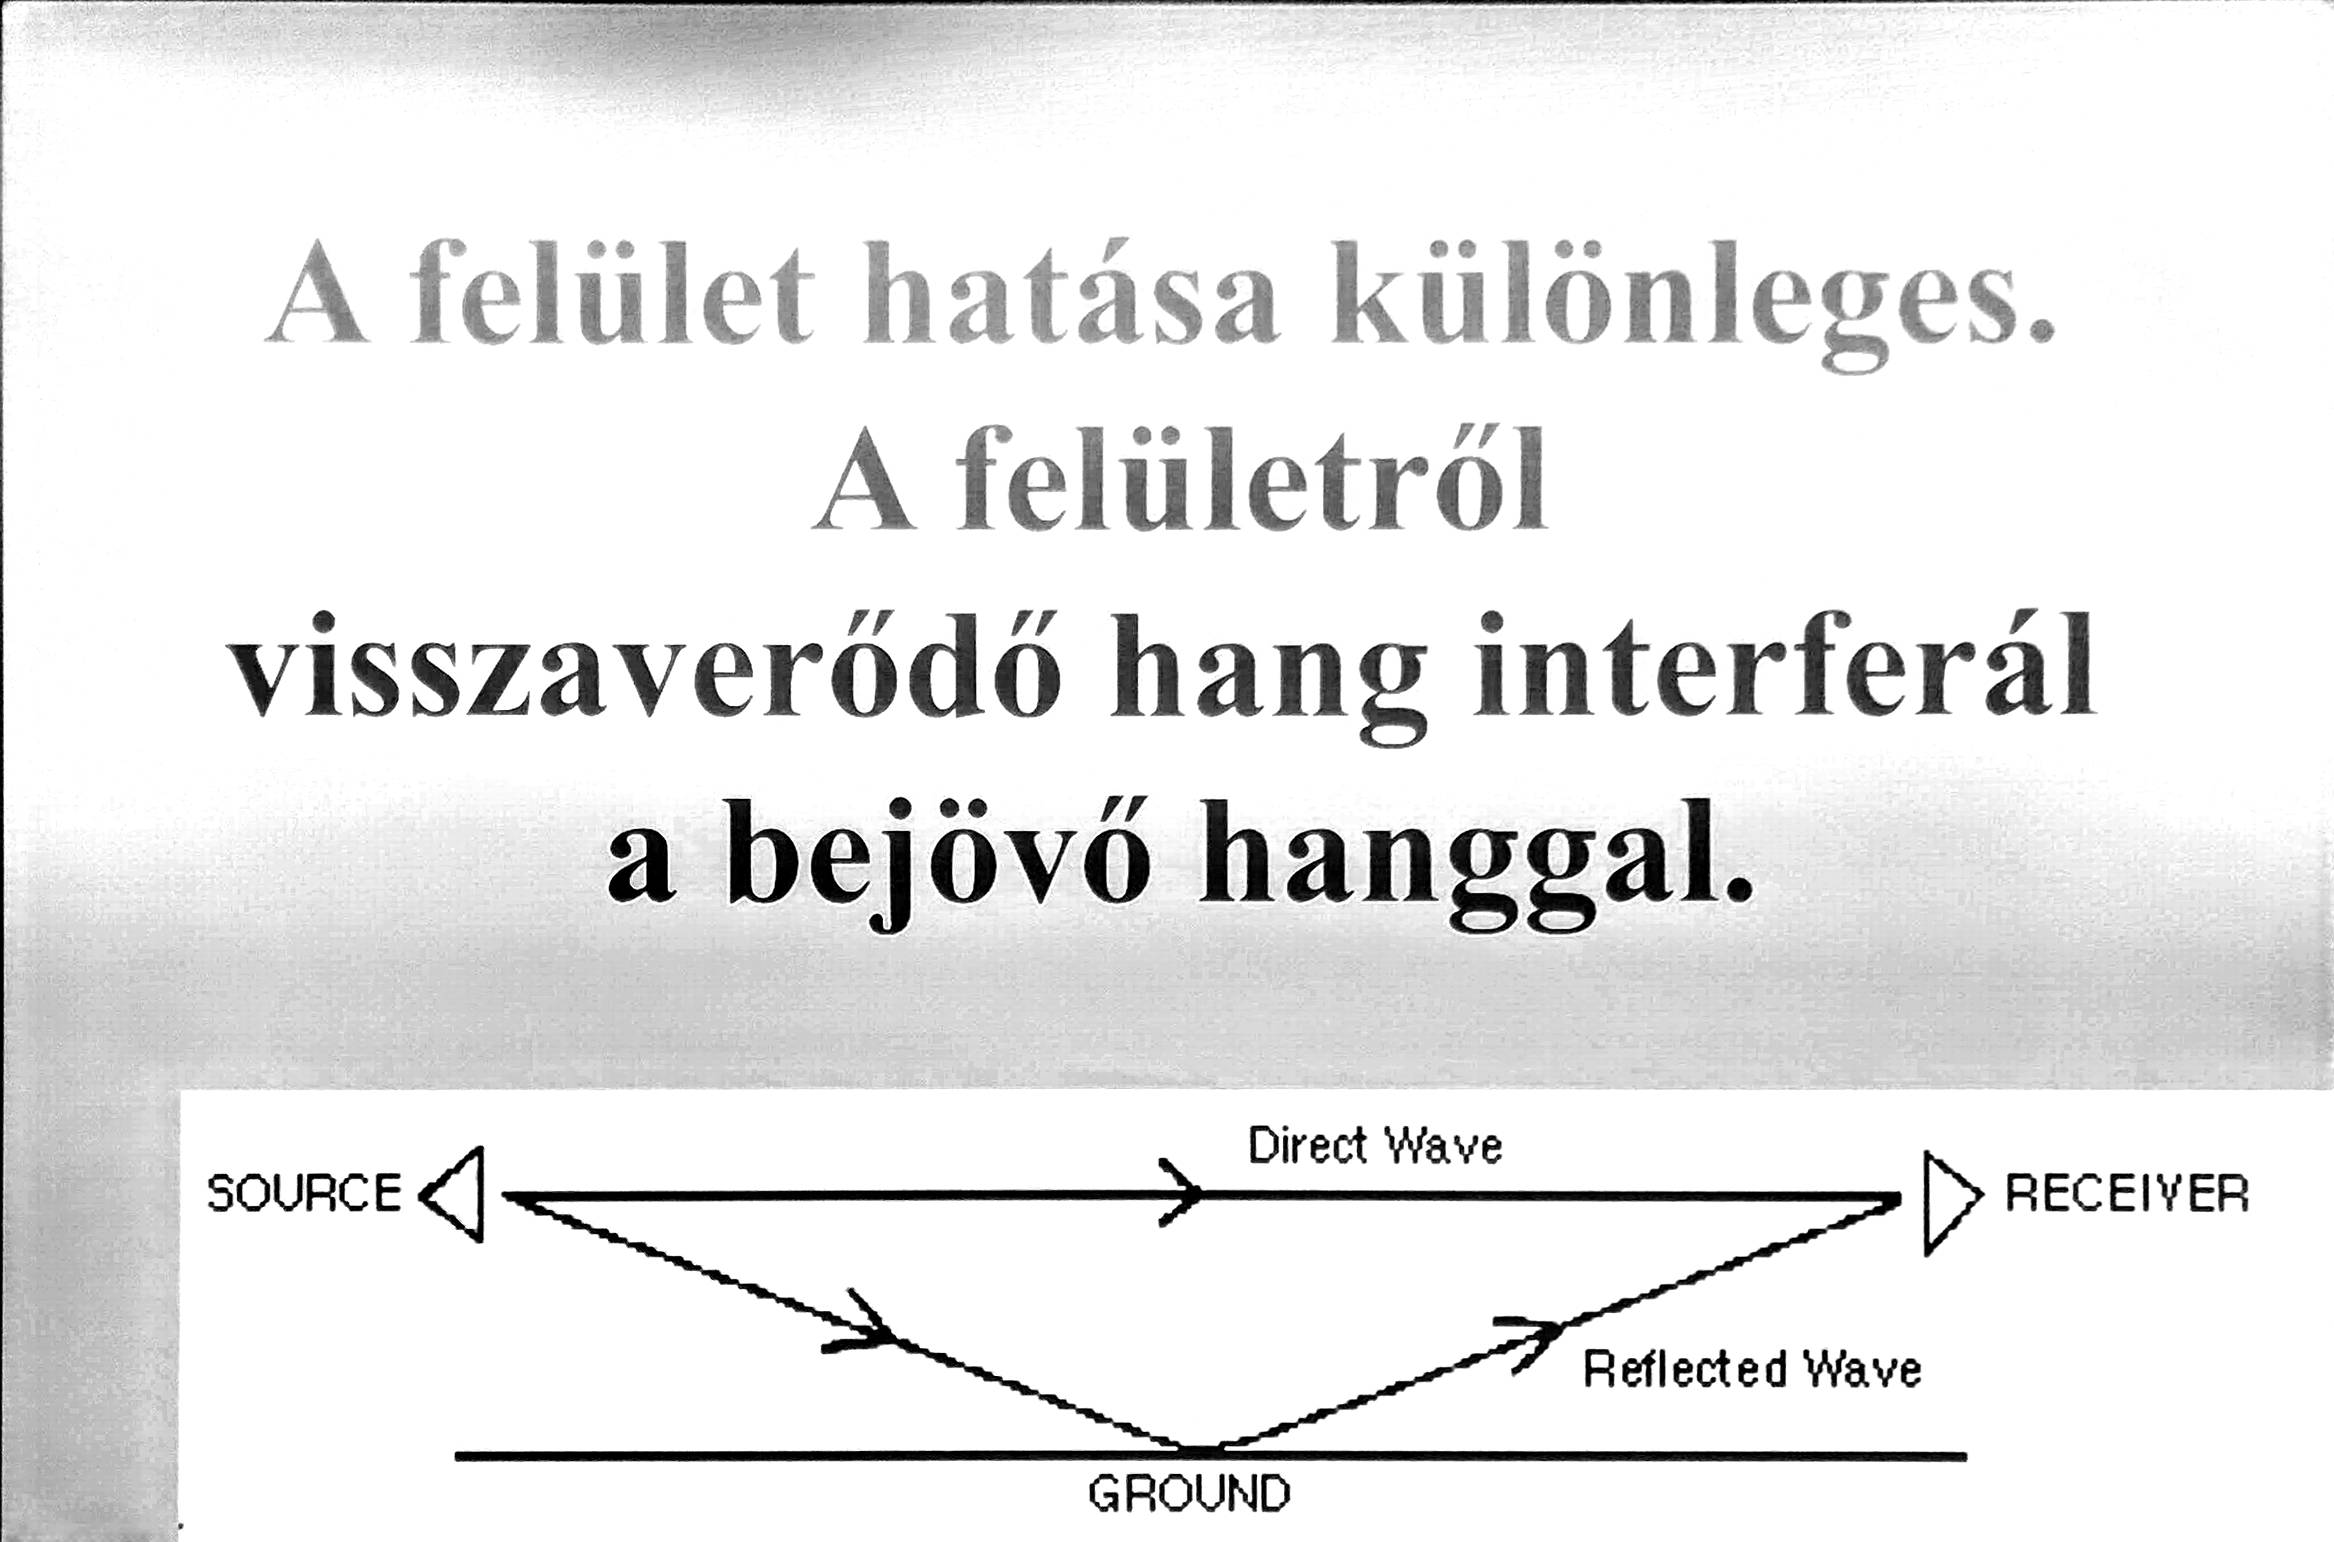 A felület hatása különleges.
A felületről
visszaverődő hang interferál
a bejövő hanggal.
Direct Wave
SOURCE
RECEIVER
Reflected Wave
GROUND